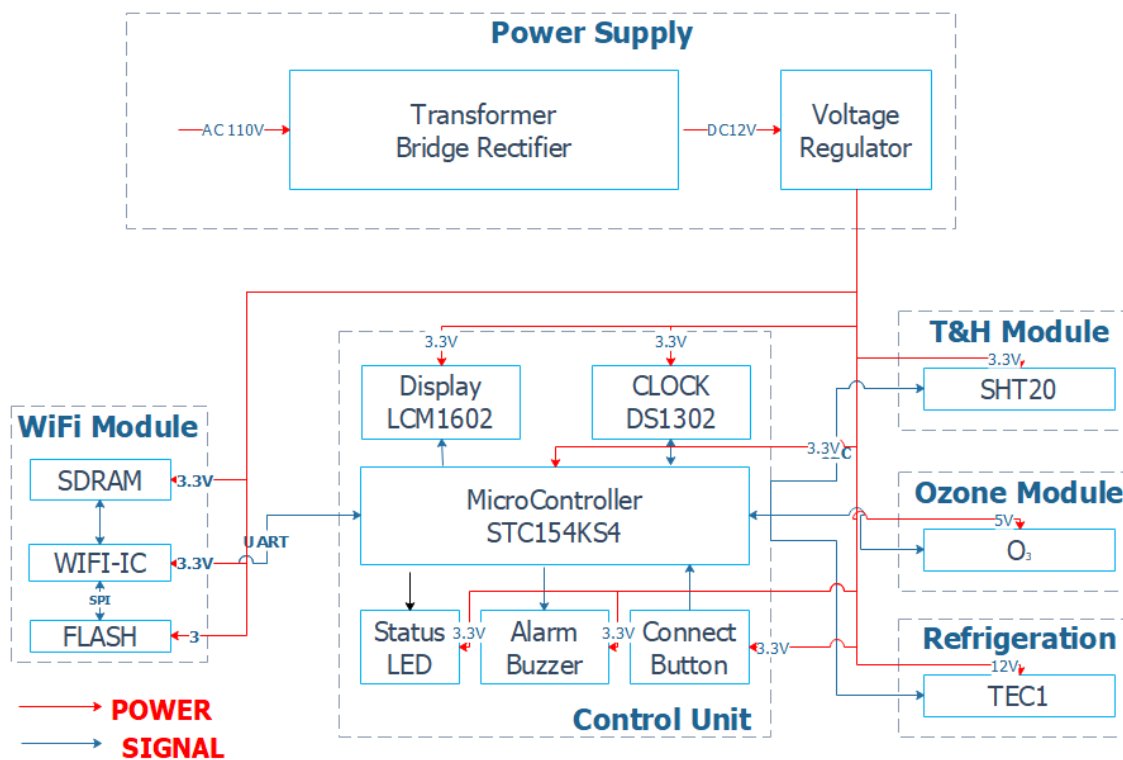 Power Supply
AC 110V
Transformer
Bridge Rectifier
DC12V
Voltage
Regulator
T&H Module
3.3V
SHT20
3.3V
3.3V
Display
LCM1602
CLOCK
DS1302
WiFi Module
SDRAM
3.3V
WIFI-IC
3.3V
SPI
FLASH
3
UART
3.3V
MicroController
STC154KS4
Ozone Module
5V
O₃
Status
LED
3.3V
Alarm
Buzzer
3.3V
Connect
Button
3.3V
Refrigeration
12V
TEC1
Control Unit
POWER
SIGNAL